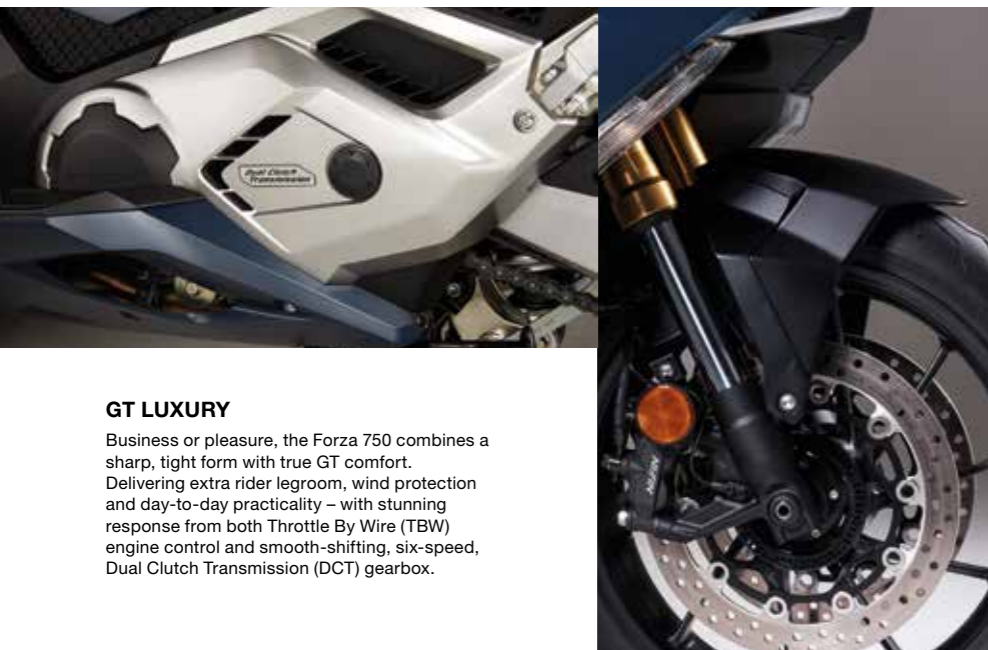 Dual Clutch
Transmission
GT LUXURY
Business or pleasure, the Forza 750 combines a
sharp, tight form with true GT comfort.
Delivering extra rider legroom, wind protection
and day-to-day practicality – with stunning
response from both Throttle By Wire (TBW)
engine control and smooth-shifting, six-speed,
Dual Clutch Transmission (DCT) gearbox.
NISSIN